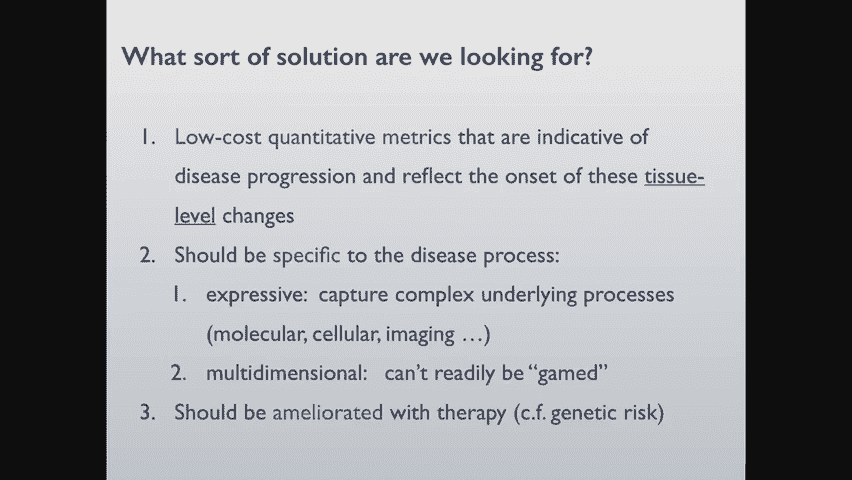 What sort of solution are we looking for?
1. Low-cost quantitative metrics that are indicative of
disease progression and reflect the onset of these tissue-
level changes
2. Should be specific to the disease process:
1. expressive: capture complex underlying processes
(molecular, cellular, imaging …)
2. multidimensional: can't readily be "gamed"
3. Should be ameliorated with therapy (c.f. genetic risk)